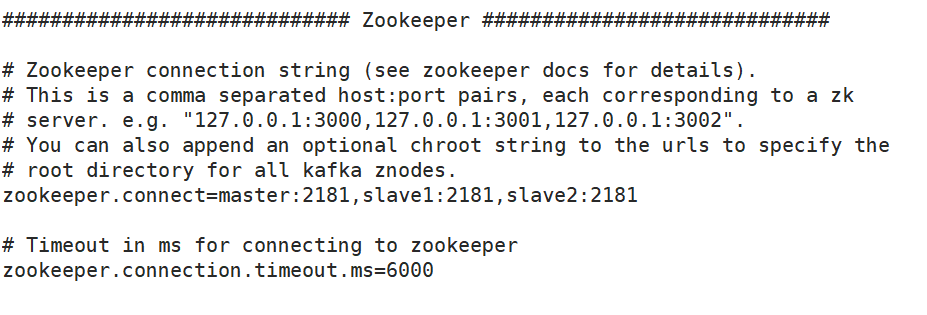 ############################# Zookeeper #############################
# Zookeeper connection string (see zookeeper docs for details).
# This is a comma separated host:port pairs, each corresponding to a zk
# server. e.g. "127.0.0.1:3000,127.0.0.1:3001,127.0.0.1:3002".
# You can also append an optional chroot string to the urls to specify the
# root directory for all kafka znodes.
zookeeper.connect=master:2181,slave1:2181,slave2:2181
# Timeout in ms for connecting to zookeeper
zookeeper.connection.timeout.ms=6000